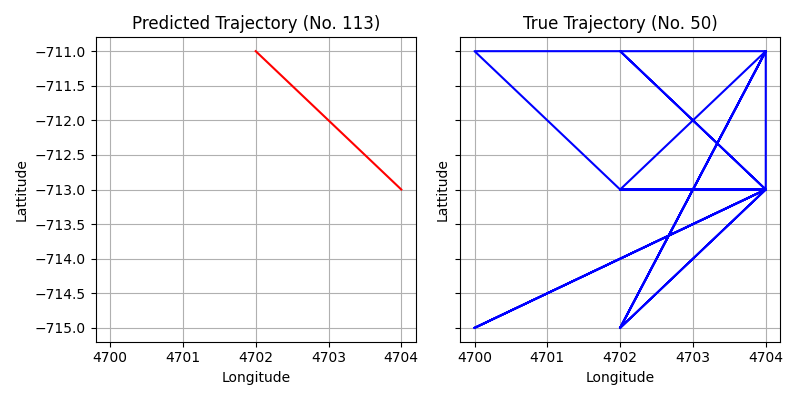 Predicted Trajectory (No. 113)
True Trajectory (No. 50)
−711.0
−711.5
−712.0
−712.5
−713.0
−713.5
−714.0
−714.5
−715.0
Lattitude
Lattitude
4700 4701 4702 4703 4704
4700 4701 4702 4703 4704
Longitude
Longitude